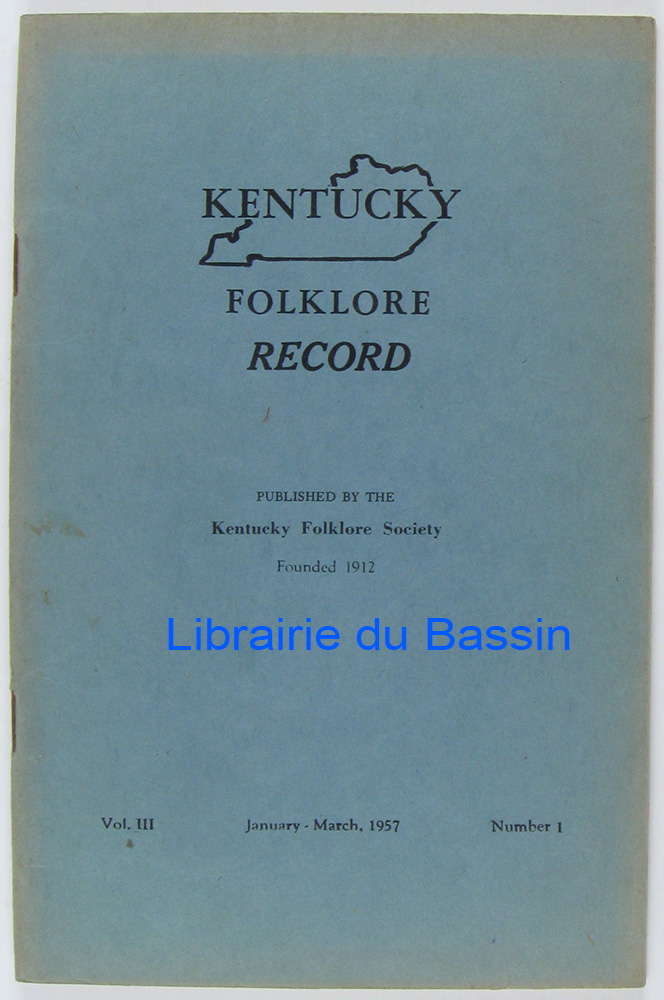 KENTUCKY
FOLKLORE
RECORD
PUBLISHED BY THE
Kentucky Folklore Society
Founded 1912
Librairie du Bassin
Vol. III January - March, 1957 Number 1